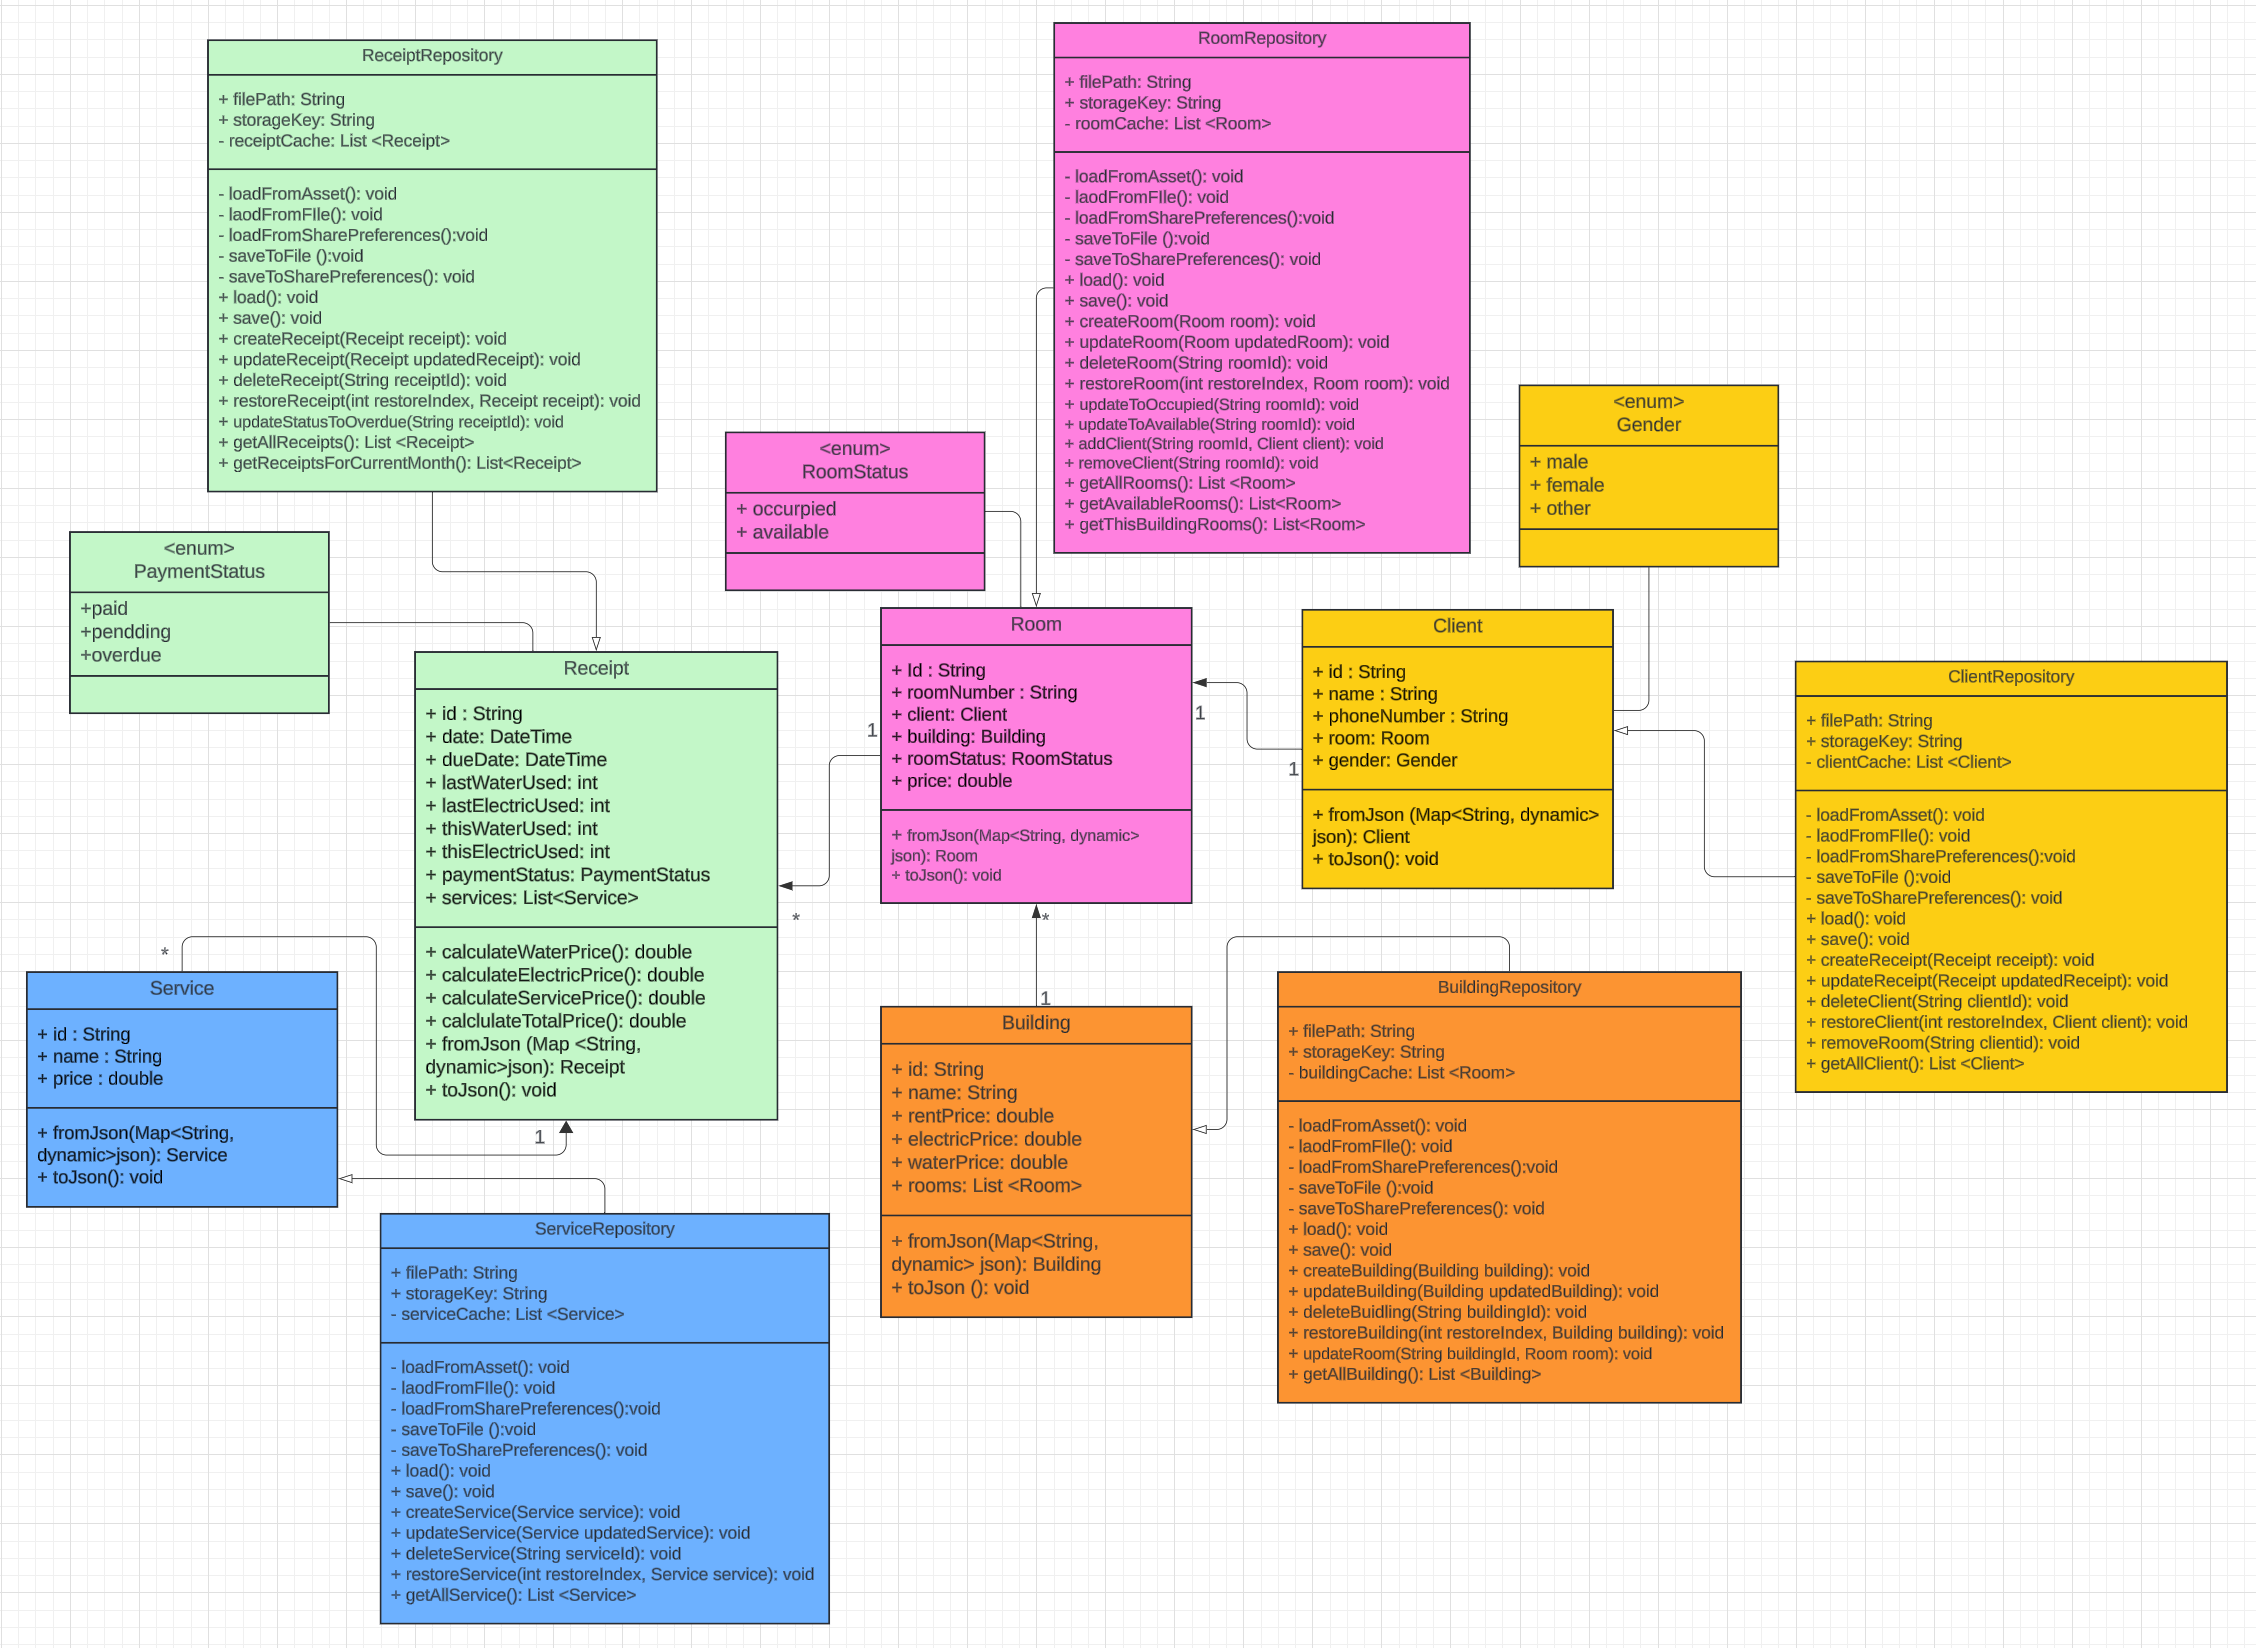 ReceiptRepository
+ filePath: String
+ storageKey: String
- receiptCache: List <Receipt>
- loadFromAsset(): void
- laodFromFIle(): void
- loadFromSharePreferences():void
- saveToFile ():void
- saveToSharePreferences(): void
+ load(): void
+ save(): void
+ createReceipt(Receipt receipt): void
+ updateReceipt(Receipt updatedReceipt): void
+ deleteReceipt(String receiptId): void
+ restoreReceipt(int restoreIndex, Receipt receipt): void
+ updateStatusToOverdue(String receiptId): void
+ getAllReceipts(): List <Receipt>
+ getReceiptsForCurrentMonth(): List<Receipt>
RoomRepository
+ filePath: String
+ storageKey: String
- roomCache: List <Room>
- loadFromAsset(): void
- laodFromFIle(): void
- loadFromSharePreferences():void
- saveToFile ():void
- saveToSharePreferences(): void
+ load(): void
+ save(): void
+ createRoom(Room room): void
+ updateRoom(Room updatedRoom): void
+ deleteRoom(String roomId): void
+ restoreRoom(int restoreIndex, Room room): void
+ updateToOccupied(String roomId): void
+ updateToAvailable(String roomId): void
+ addClient(String roomId, Client client): void
+ removeClient(String roomId): void
+ getAllRooms(): List <Room>
+ getAvailableRooms(): List<Room>
+ getThisBuildingRooms(): List<Room>
<enum>
Gender
+ male
+ female
+ other
<enum>
RoomStatus
+ occurpied
+ available
<enum>
PaymentStatus
+paid
+pendding
+overdue
Receipt
+ id : String
+ date: DateTime
+ dueDate: DateTime
+ lastWaterUsed: int
+ lastElectricUsed: int
+ thisWaterUsed: int
+ thisElectricUsed: int
+ paymentStatus: PaymentStatus
+ services: List<Service>
+ calculateWaterPrice(): double
+ calculateElectricPrice(): double
+ calculateServicePrice(): double
+ calclulateTotalPrice(): double
+ fromJson (Map <String,
dynamic>json): Receipt
+ toJson(): void
Room
+ Id : String
+ roomNumber : String
+ client: Client
+ building: Building
+ roomStatus: RoomStatus
+ price: double
+ fromJson(Map<String, dynamic>
json): Room
+ toJson(): void
Client
+ id : String
+ name : String
+ phoneNumber : String
+ room: Room
+ gender: Gender
+ fromJson (Map<String, dynamic>
json): Client
+ toJson(): void
ClientRepository
+ filePath: String
+ storageKey: String
- clientCache: List <Client>
- loadFromAsset(): void
- laodFromFIle(): void
- loadFromSharePreferences():void
- saveToFile ():void
- saveToSharePreferences(): void
+ load(): void
+ save(): void
+ createReceipt(Receipt receipt): void
+ updateReceipt(Receipt updatedReceipt): void
+ deleteClient(String clientId): void
+ restoreClient(int restoreIndex, Client client): void
+ removeRoom(String clientid): void
+ getAllClient(): List <Client>
1
1
1
*
*
*
1
1
Service
+ id : String
+ name : String
+ price : double
+ fromJson(Map<String,
dynamic>json): Service
+ toJson(): void
Building
+ id: String
+ name: String
+ rentPrice: double
+ electricPrice: double
+ waterPrice: double
+ rooms: List <Room>
+ fromJson(Map<String,
dynamic> json): Building
+ toJson (): void
BuildingRepository
+ filePath: String
+ storageKey: String
- buildingCache: List <Room>
- loadFromAsset(): void
- laodFromFIle(): void
- loadFromSharePreferences():void
- saveToFile ():void
- saveToSharePreferences(): void
+ load(): void
+ save(): void
+ createBuilding(Building building): void
+ updateBuilding(Building updatedBuilding): void
+ deleteBuidling(String buildingId): void
+ restoreBuilding(int restoreIndex, Building building): void
+ updateRoom(String buildingId, Room room): void
+ getAllBuilding(): List <Building>
ServiceRepository
+ filePath: String
+ storageKey: String
- serviceCache: List <Service>
- loadFromAsset(): void
- laodFromFIle(): void
- loadFromSharePreferences():void
- saveToFile ():void
- saveToSharePreferences(): void
+ load(): void
+ save(): void
+ createService(Service service): void
+ updateService(Service updatedService): void
+ deleteService(String serviceId): void
+ restoreService(int restoreIndex, Service service): void
+ getAllService(): List <Service>